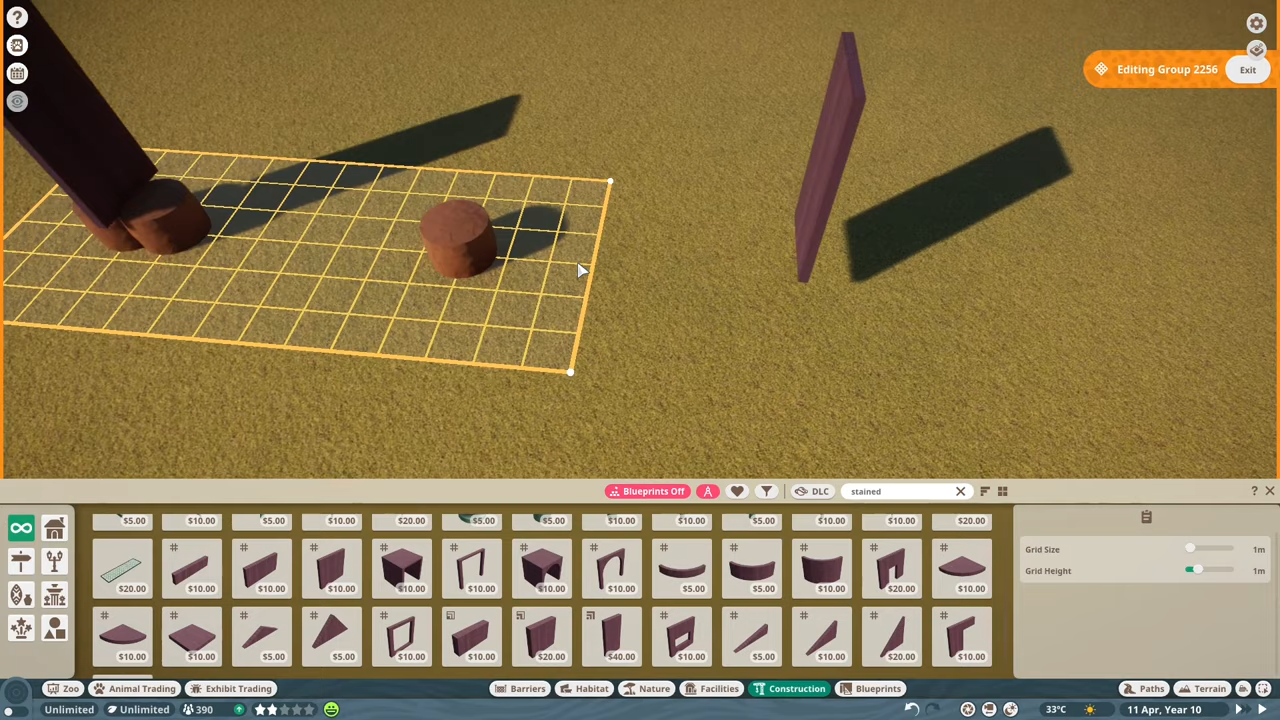 ?
Editing Group 2256
Exit
Blueprints Off
DLC
stained
?
$5.00 $10.00 $10.00 $10.00 $20.00 $5.00 $5.00 $5.00 $5.00 $10.00 $10.00 $10.00 $20.00
$20.00 $10.00 $10.00 $10.00 $10.00 $10.00 $10.00 $10.00 $5.00 $5.00 $10.00 $20.00 $10.00
$10.00 $10.00 $5.00 $5.00 $10.00 $10.00 $20.00 $40.00 $10.00 $5.00 $10.00 $20.00 $10.00
Grid Size 1m
Grid Height 1m
Zoo Animal Trading Exhibit Trading Barriers Habitat Nature Facilities Construction Blueprints Paths Terrain
Unlimited Unlimited 390 33°C 11 Apr, Year 10